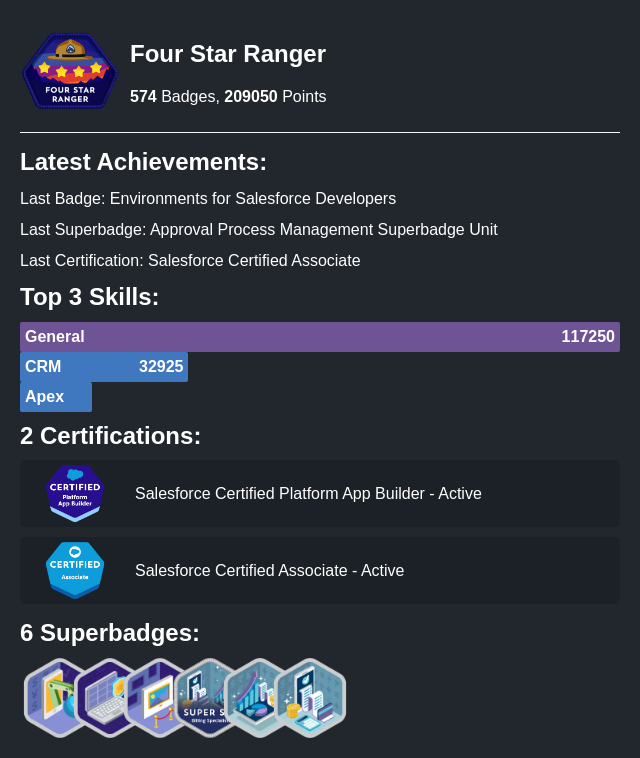 FOUR STAR
RANGER
Four Star Ranger
574 Badges, 209050 Points
Latest Achievements:
Last Badge: Environments for Salesforce Developers
Last Superbadge: Approval Process Management Superbadge Unit
Last Certification: Salesforce Certified Associate
Top 3 Skills:
General 117250
CRM 32925
Apex
2 Certifications:
CERTIFIED
Platform
App Builder
Salesforce Certified Platform App Builder - Active
CERTIFIED
Associate
Salesforce Certified Associate - Active
6 Superbadges:
SUPER S